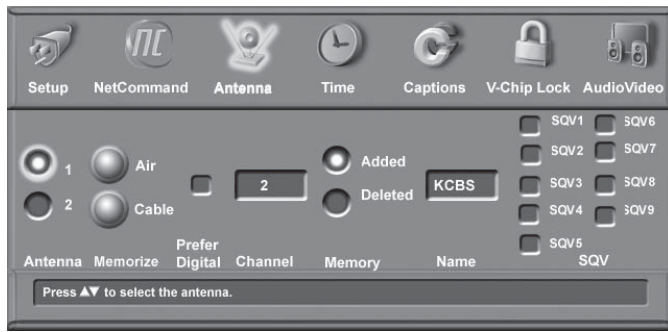 Setup NetCommand Antenna Time Captions V-Chip Lock AudioVideo
1 Air
2 Cable
2
Added
Deleted
KCBS
SQV1 SQV6
SQV2 SQV7
SQV3 SQV8
SQV4 SQV9
SQV5
Antenna Memorize Prefer Digital Channel Memory Name SQV
Press ▲▼ to select the antenna.